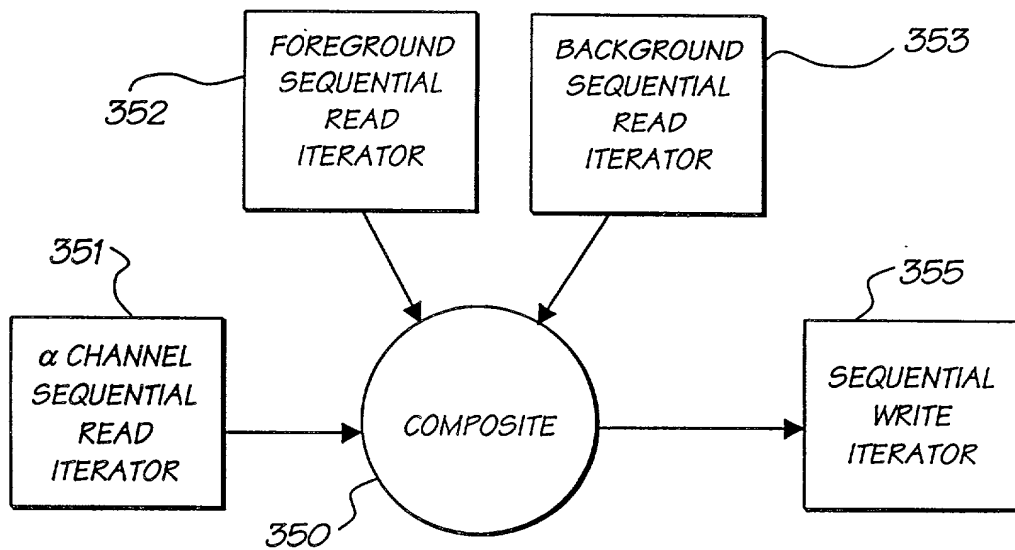 FOREGROUND
SEQUENTIAL
READ
ITERATOR
352
BACKGROUND
SEQUENTIAL
READ
ITERATOR
353
351
α CHANNEL
SEQUENTIAL
READ
ITERATOR
COMPOSITE
350
355
SEQUENTIAL
WRITE
ITERATOR